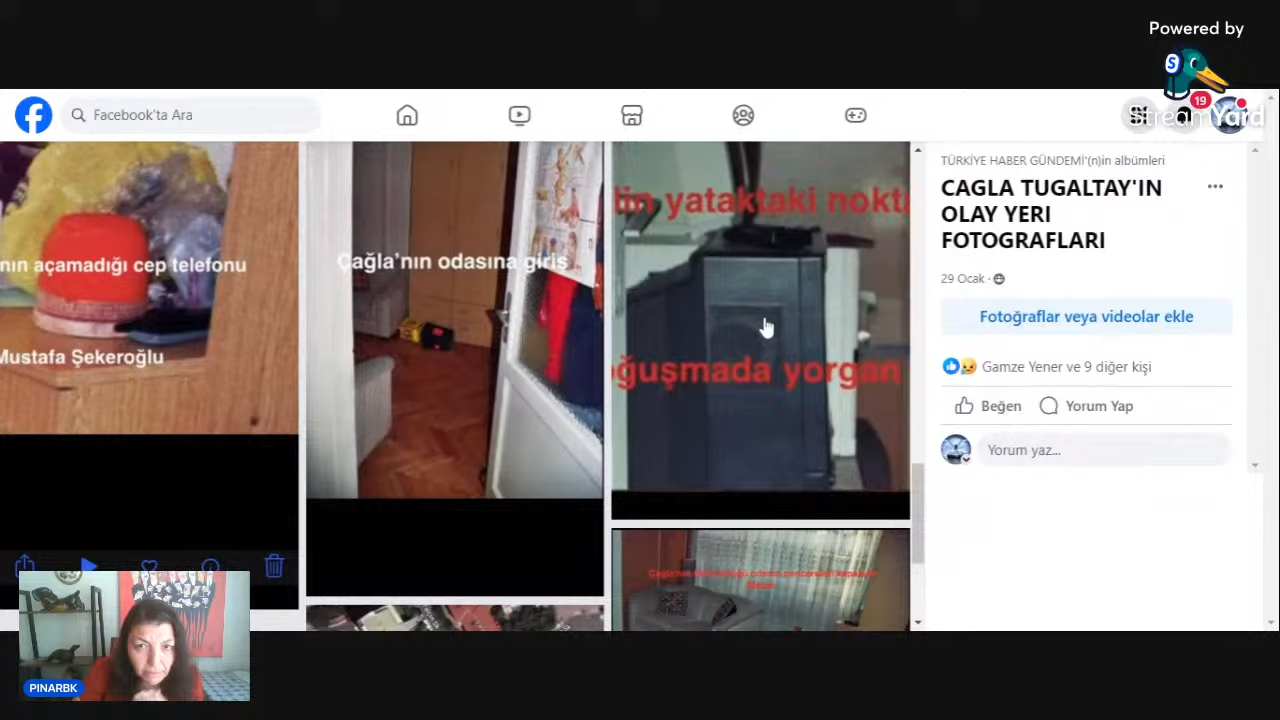 Powered by
StreamYard
19
Facebook'ta Ara
nın açamadığı cep telefonu
Mustafa Şekeroğlu
Çağla'nın odasına giriş
yataktaki
yorgan
TÜRKİYE HABER GÜNDEMİ'(n)in albümleri
CAGLA TUGALTAY'IN
OLAY YERI
FOTOGRAFLARI
29 Ocak ·
Fotoğraflar veya videolar ekle
Gamze Yener ve 9 diğer kişi
Beğen
Yorum Yap
Yorum yaz...
PINARBK